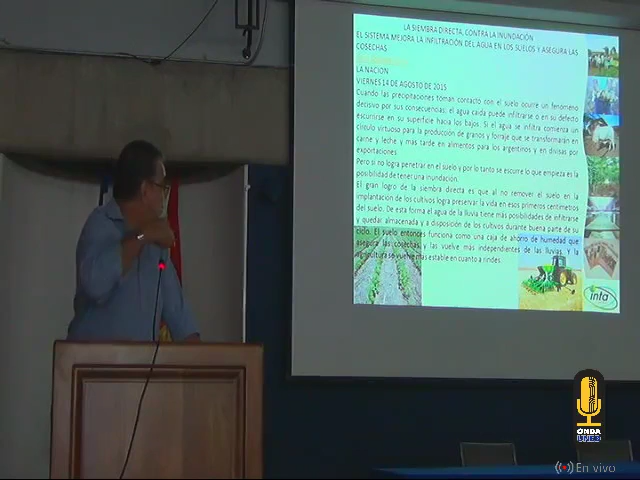 LA SIEMBRA DIRECTA, CONTRA LA INUNDACIÓN
EL SISTEMA MEJORA LA INFILTRACIÓN DEL AGUA EN LOS SUELOS Y ASEGURA LAS
COSECHAS
LA NACION
VIERNES 14 DE AGOSTO DE 2015
Cuando las precipitaciones toman contacto con el suelo ocurre un fenómeno
decisivo por sus consecuencias: el agua caída puede infiltrarse o en su defecto
escurrirse en su superficie hacia los bajos. Si el agua se infiltra comienza un
círculo virtuoso para la producción de granos y forraje que se transformarán en
carne y leche y mas tarde en alimentos para los argentinos y en divisas por
exportaciones.
Pero si no logra penetrar en el suelo y por lo tanto se escurre lo que empieza es la
posibilidad de tener una inundación.
El gran logro de la siembra directa es que al no remover el suelo en la
implantación de los cultivos logra preservar la vida en esos primeros centímetros
del suelo. De esta forma el agua de la lluvia tiene más posibilidades de infiltrarse
y quedar almacenada y a disposición de los cultivos durante buena parte de su
ciclo. El suelo entonces funciona como una caja de ahorro de humedad que
asegura las cosechas y las vuelve más independientes de las lluvias. Y la
agricultura se vuelve más estable en cuanto a rindes.
inta
ONDA
UNED
En vivo